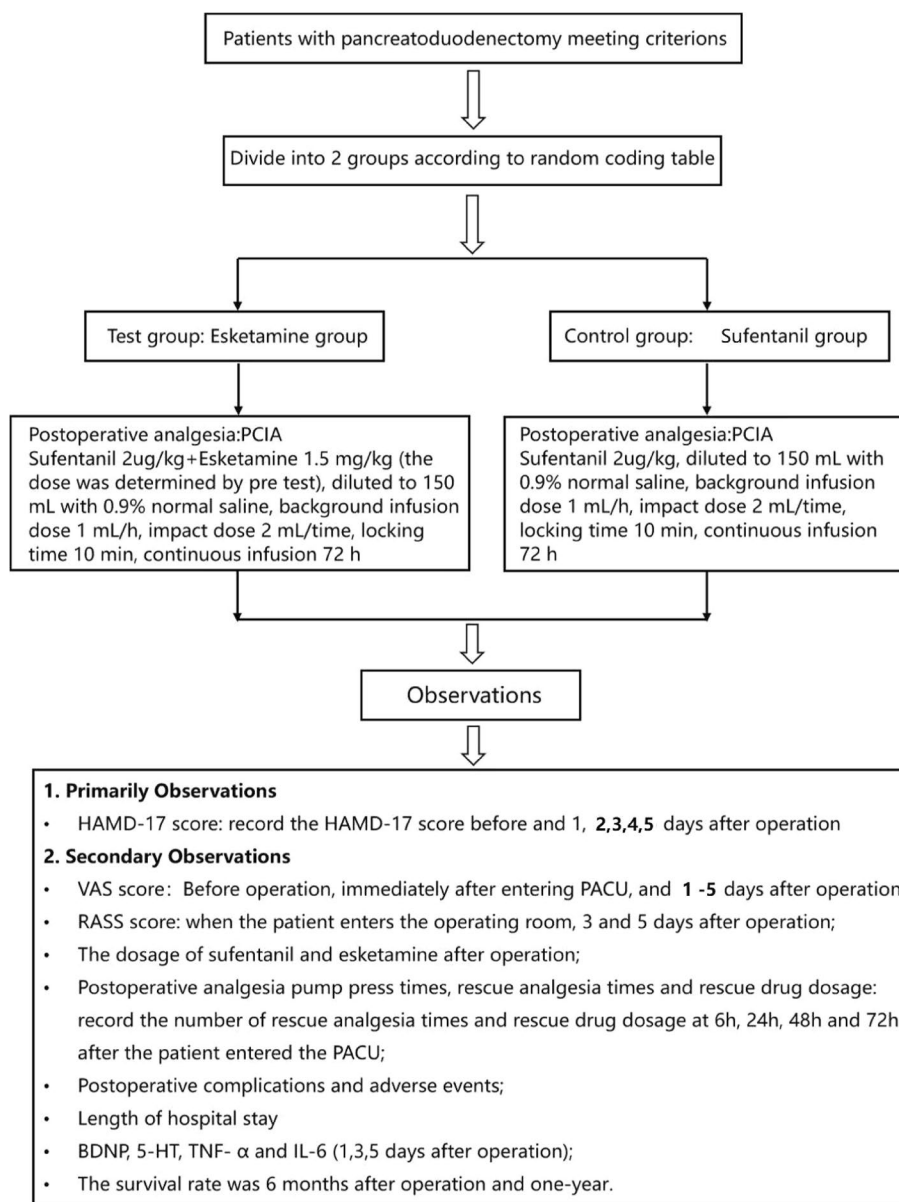 Patients with pancreatoduodenectomy meeting criterions
Divide into 2 groups according to random coding table
Test group: Esketamine group
Control group: Sufentanil group
Postoperative analgesia:PCIA
Sufentanil 2ug/kg+Esketamine 1.5 mg/kg (the
dose was determined by pre test), diluted to 150
mL with 0.9% normal saline, background infusion
dose 1 mL/h, impact dose 2 mL/time, locking
time 10 min, continuous infusion 72 h
Postoperative analgesia:PCIA
Sufentanil 2ug/kg, diluted to 150 mL with
0.9% normal saline, background infusion
dose 1 mL/h, impact dose 2 mL/time,
locking time 10 min, continuous infusion
72 h
Observations
1. Primarily Observations
• HAMD-17 score: record the HAMD-17 score before and 1, 2,3,4,5 days after operation
2. Secondary Observations
• VAS score: Before operation, immediately after entering PACU, and 1 -5 days after operation
• RASS score: when the patient enters the operating room, 3 and 5 days after operation;
• The dosage of sufentanil and esketamine after operation;
• Postoperative analgesia pump press times, rescue analgesia times and rescue drug dosage:
record the number of rescue analgesia times and rescue drug dosage at 6h, 24h, 48h and 72h
after the patient entered the PACU;
• Postoperative complications and adverse events;
• Length of hospital stay
• BDNP, 5-HT, TNF- α and IL-6 (1,3,5 days after operation);
• The survival rate was 6 months after operation and one-year.